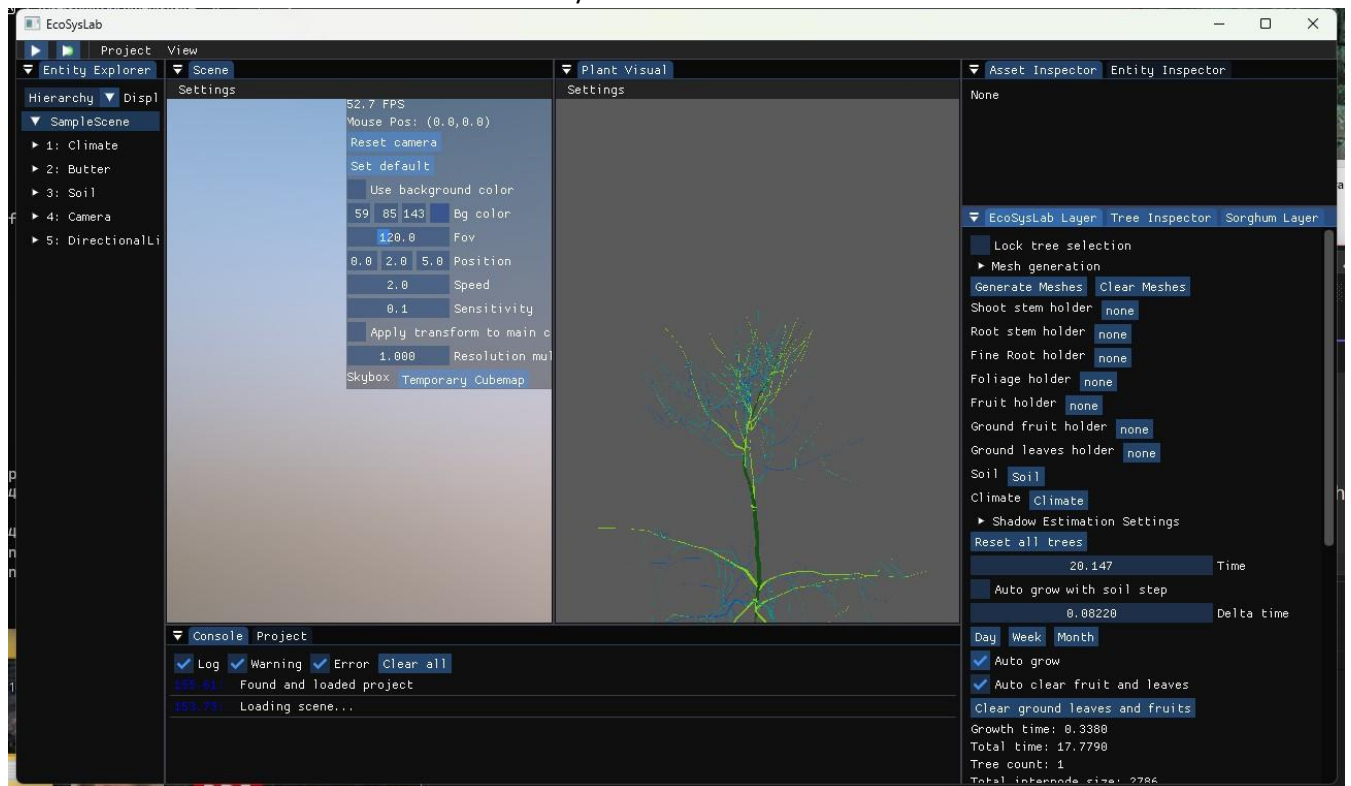 EcoSysLab
Project View
Entity Explorer
Hierarchy Displ
SampleScene
1: Climate
2: Butter
3: Soil
4: Camera
5: DirectionalLi
Scene
Settings
52.7 FPS
Mouse Pos: (0.0,0.0)
Reset camera
Set default
Use background color
59 85 143 Bg color
120.0 Fov
0.0 2.0 5.0 Position
2.0 Speed
0.1 Sensitivity
Apply transform to main c
1.000 Resolution mul
Skybox Temporary Cubemap
Plant Visual
Settings
Console Project
Log Warning Error Clear all
Found and loaded project
Loading scene...
Asset Inspector Entity Inspector
None
EcoSysLab Layer Tree Inspector Sorghum Layer
Lock tree selection
Mesh generation
Generate Meshes Clear Meshes
Shoot stem holder none
Root stem holder none
Fine Root holder none
Foliage holder none
Fruit holder none
Ground fruit holder none
Ground leaves holder none
Soil Soil
Climate Climate
Shadow Estimation Settings
Reset all trees
20.147 Time
Auto grow with soil step
0.08220 Delta time
Day Week Month
Auto grow
Auto clear fruit and leaves
Clear ground leaves and fruits
Growth time: 0.3380
Total time: 17.7790
Tree count: 1
Total internode size: 2786